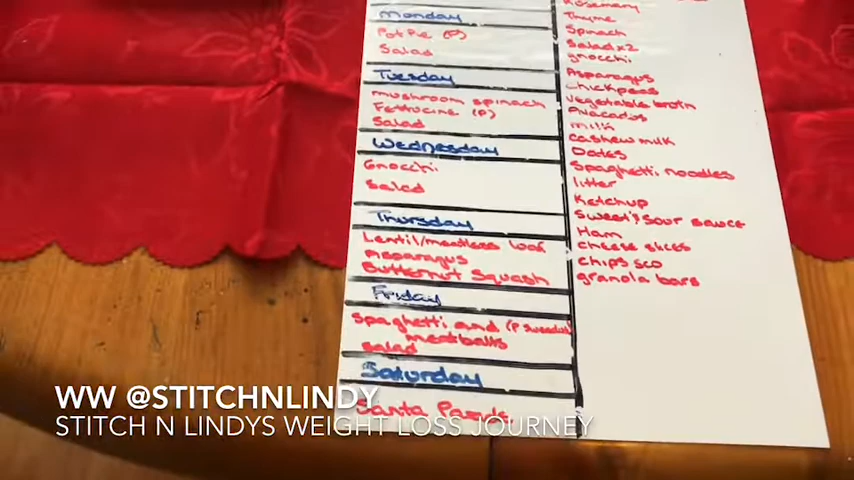 Monday
Pot Pie (P)
Salad
Tuesday
mushroom spinach
Fettucine (P)
Salad
Wednesday
Gnocchi
Salad
Thursday
Lentil/meatless loaf
Asparagus
Butternut Squash
Friday
Spaghetti and (P
meatballs
Salad
Saturday
Santa Parade
Rosemary
Thyme
Spinach
Salad x2
gnocchi
Asparagus
Chickpeas
Vegetable broth
Avacados
milk
cashew milk
Dates
Spaghetti noodles
litter
Ketchup
Sweet & Sour sauce
Ham
cheese slices
chips sco
granola bars
WW @STITCHNLINDY
STITCH N LINDYS WEIGHT LOSS JOURNEY